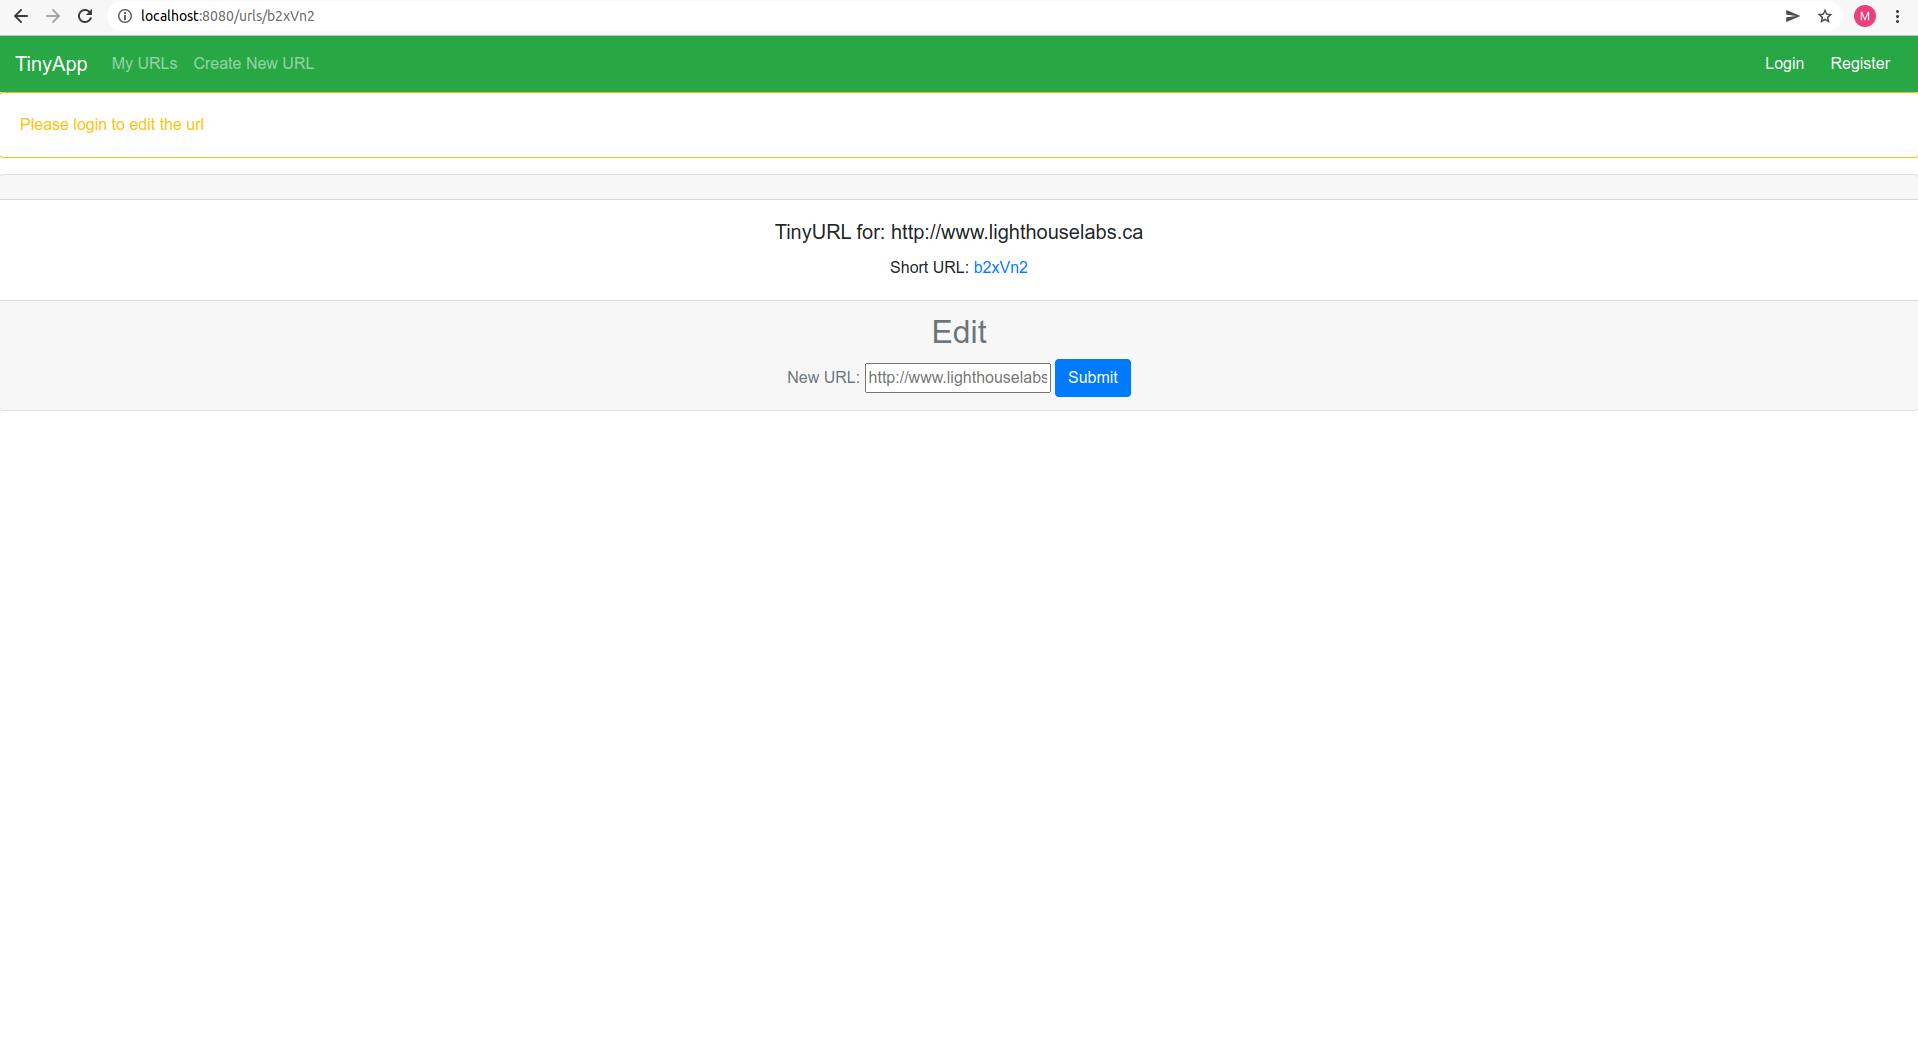 localhost:8080/urls/b2xVn2
M
TinyApp My URLs Create New URL Login Register
Please login to edit the url
TinyURL for: http://www.lighthouselabs.ca
Short URL: b2xVn2
Edit
New URL: http://www.lighthouselabs Submit